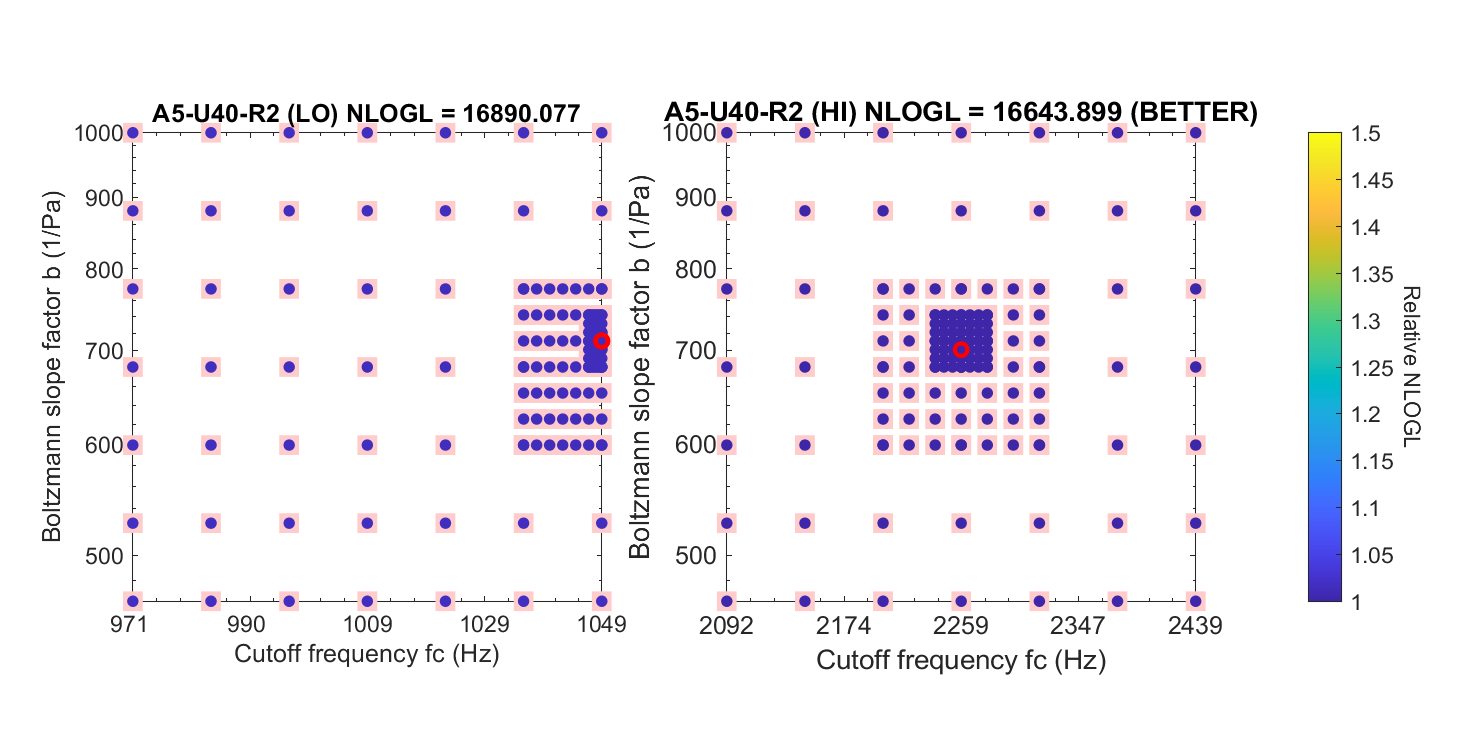 A5-U40-R2 (LO) NLOGL = 16890.077
1000
900
800
700
600
500
Boltzmann slope factor b (1/Pa)
971 990 1009 1029 1049
Cutoff frequency fc (Hz)
A5-U40-R2 (HI) NLOGL = 16643.899 (BETTER)
1000
900
800
700
600
500
Boltzmann slope factor b (1/Pa)
2092 2174 2259 2347 2439
Cutoff frequency fc (Hz)
1.5
1.45
1.4
1.35
1.3
1.25
1.2
1.15
1.1
1.05
1
Relative NLOGL